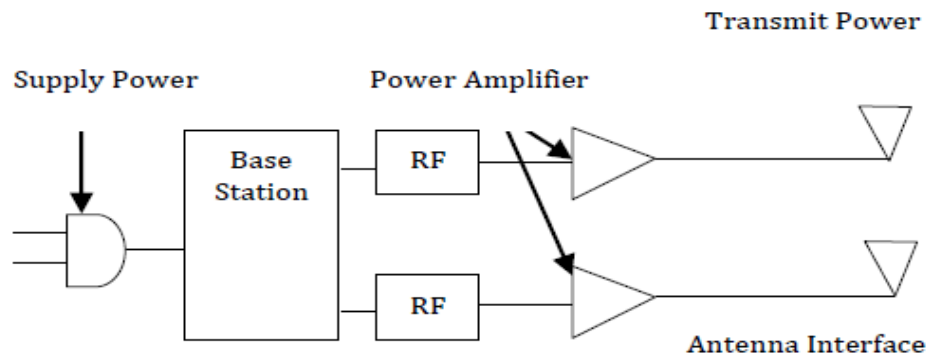 Transmit Power
Supply Power
Power Amplifier
Base
Station
RF
RF
Antenna Interface